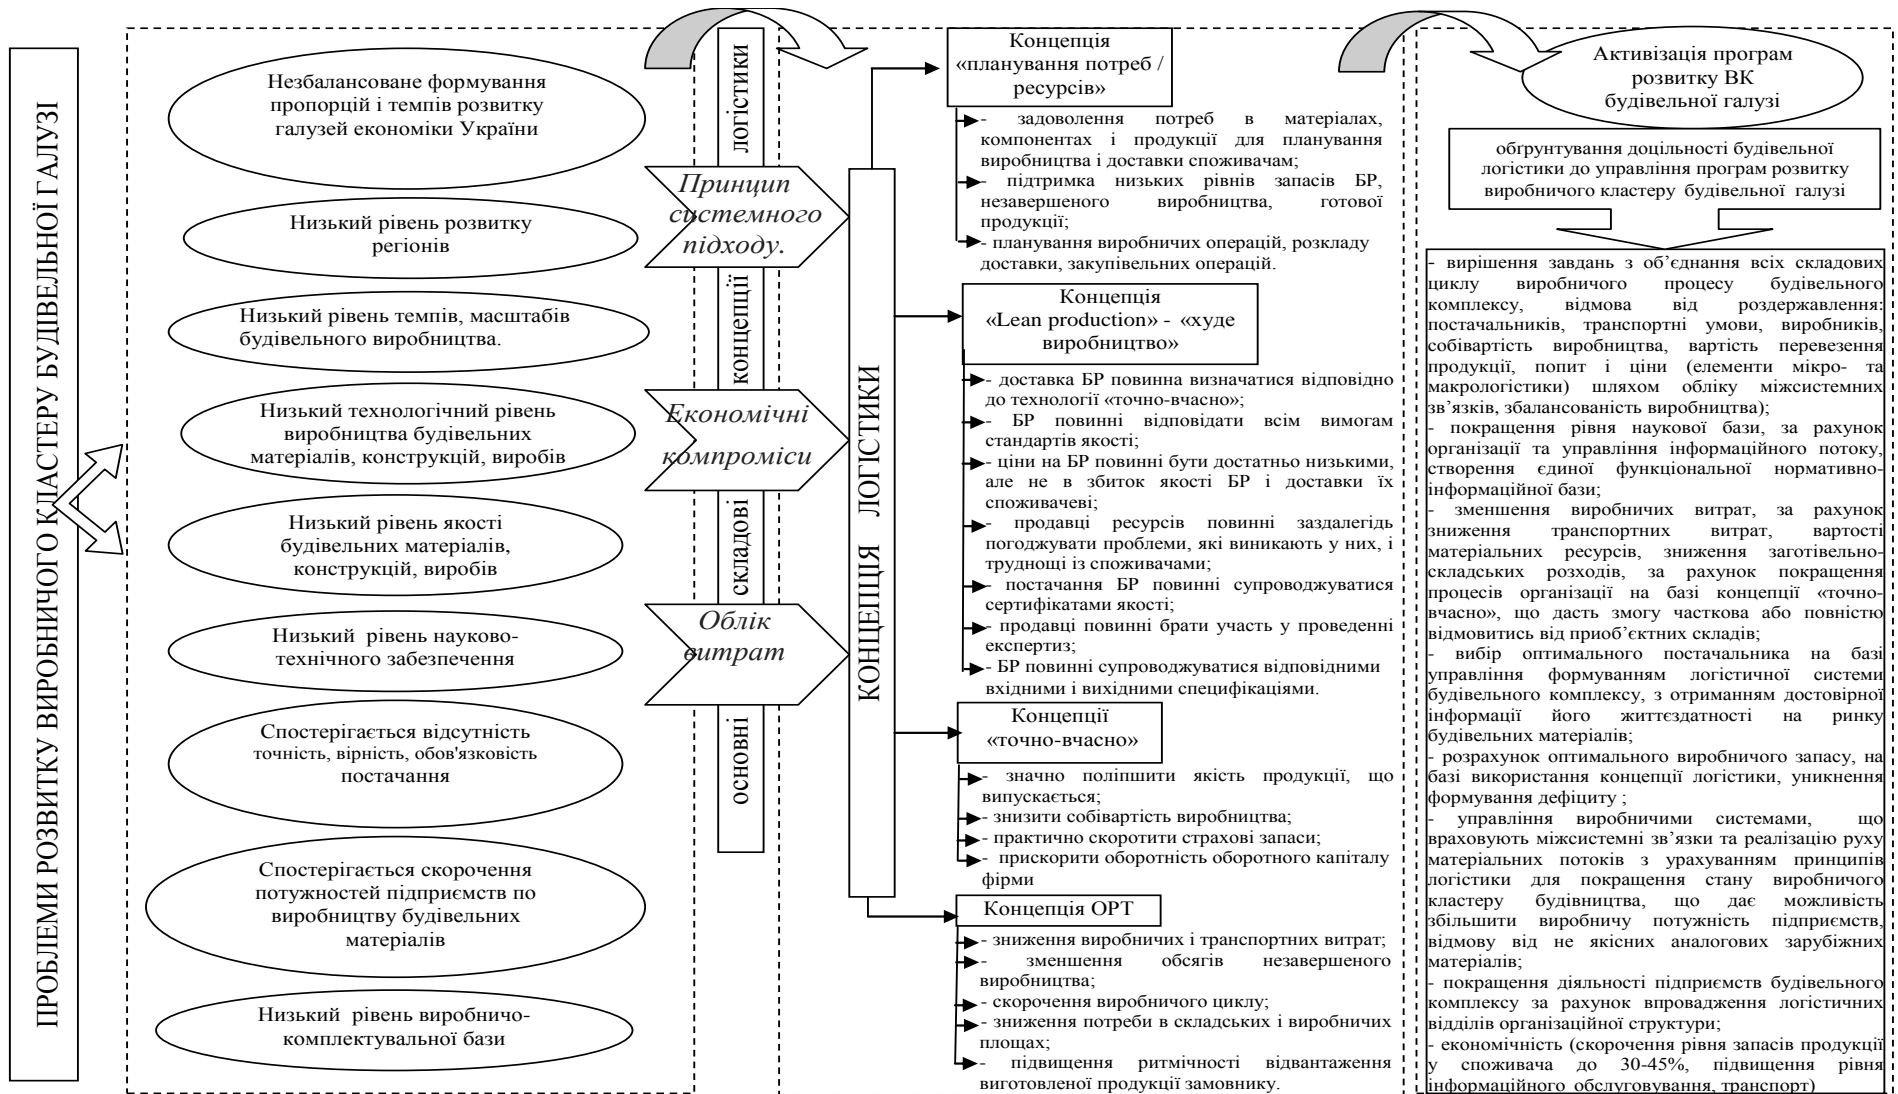 ПРОБЛЕМИ РОЗВИТКУ ВИРОБНИЧОГО КЛАСТЕРУ БУДІВЕЛЬНОЇ ГАЛУЗІ
Незбалансоване формування
пропорцій і темпів розвитку
галузей економіки України
Низький рівень розвитку
регіонів
Низький рівень темпів, масштабів
будівельного виробництва.
Низький технологічний рівень
виробництва будівельних
матеріалів, конструкцій, виробів
Низький рівень якості
будівельних матеріалів,
конструкцій, виробів
Низький рівень науково-
технічного забезпечення
Спостерігається відсутність
точність, вірність, обов'язковість
постачання
Спостерігається скорочення
потужностей підприємств по
виробництву будівельних
матеріалів
Низький рівень виробничо-
комплектувальної бази
основні складові концепції логістики
Принцип
системного
підходу.
Економічні
компроміси
Облік
витрат
КОНЦЕПЦІЯ ЛОГІСТИКИ
Концепція
«планування потреб /
ресурсів»
- задоволення потреб в матеріалах,
компонентах і продукції для планування
виробництва і доставки споживачам;
- підтримка низьких рівнів запасів БР,
незавершеного виробництва, готової
продукції;
- планування виробничих операцій, розкладу
доставки, закупівельних операцій.
Концепція
«Lean production» - «худе
виробництво»
- доставка БР повинна визначатися відповідно
до технології «точно-вчасно»;
- БР повинні відповідати всім вимогам
стандартів якості;
- ціни на БР повинні бути достатньо низькими,
але не в збиток якості БР і доставки їх
споживачеві;
- продавці ресурсів повинні заздалегідь
погоджувати проблеми, які виникають у них, і
труднощі із споживачами;
- постачання БР повинні супроводжуватися
сертифікатами якості;
- продавці повинні брати участь у проведенні
експертиз;
- БР повинні супроводжуватися відповідними
вхідними і вихідними специфікаціями.
Концепції
«точно-вчасно»
- значно поліпшити якість продукції, що
випускається;
- знизити собівартість виробництва;
- практично скоротити страхові запаси;
- прискорити оборотність оборотного капіталу
фірми
Концепція ОРТ
- зниження виробничих і транспортних витрат;
- зменшення обсягів незавершеного
виробництва;
- скорочення виробничого циклу;
- зниження потреби в складських і виробничих
площах;
- підвищення ритмічності відвантаження
виготовленої продукції замовнику.
Активізація програм
розвитку ВК
будівельної галузі
обґрунтування доцільності будівельної
логістики до управління програм розвитку
виробничого кластеру будівельної галузі
- вирішення завдань з об’єднання всіх складових
циклу виробничого процесу будівельного
комплексу, відмова від роздержавлення:
постачальників, транспортні умови, виробників,
собівартість виробництва, вартість перевезення
продукції, попит і ціни (елементи мікро- та
макрологістики) шляхом обліку міжсистемних
зв’язків, збалансованість виробництва);
- покращення рівня наукової бази, за рахунок
організації та управління інформаційного потоку,
створення єдиної функціональної нормативно-
інформаційної бази;
- зменшення виробничих витрат, за рахунок
зниження транспортних витрат, вартості
матеріальних ресурсів, зниження заготівельно-
складських розходів, за рахунок покращення
процесів організації на базі концепції «точно-
вчасно», що дасть змогу часткова або повністю
відмовитись від приоб’єктних складів;
- вибір оптимального постачальника на базі
управління формуванням логістичної системи
будівельного комплексу, з отриманням достовірної
інформації його життєздатності на ринку
будівельних матеріалів;
- розрахунок оптимального виробничого запасу, на
базі використання концепції логістики, уникнення
формування дефіциту ;
- управління виробничими системами, що
враховують міжсистемні зв’язки та реалізацію руху
матеріальних потоків з урахуванням принципів
логістики для покращення стану виробничого
кластеру будівництва, що дає можливість
збільшити виробничу потужність підприємств,
відмову від не якісних аналогових зарубіжних
матеріалів;
- покращення діяльності підприємств будівельного
комплексу за рахунок впровадження логістичних
відділів організаційної структури;
- економічність (скорочення рівня запасів продукції
у споживача до 30-45%, підвищення рівня
інформаційного обслуговування, транспорт)